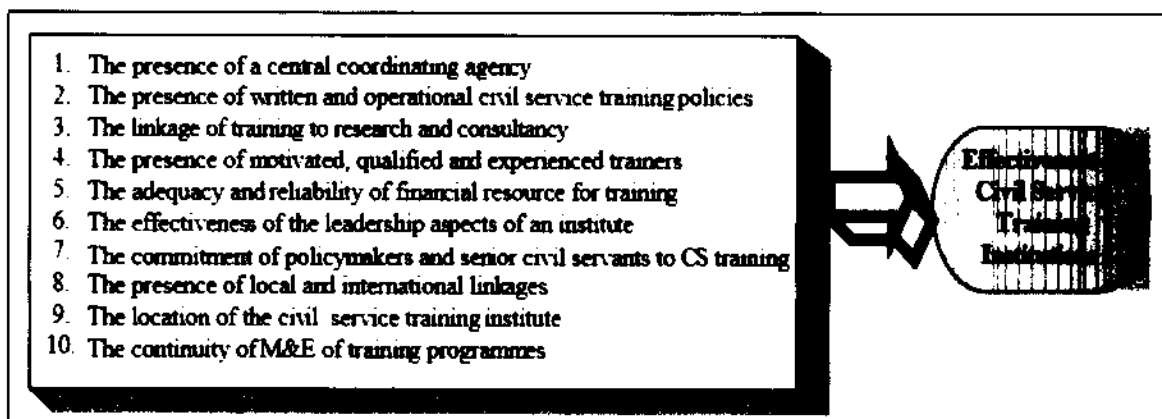 1. The presence of a central coordinating agency
2. The presence of written and operational civil service training policies
3. The linkage of training to research and consultancy
4. The presence of motivated, qualified and experienced trainers
5. The adequacy and reliability of financial resource for training
6. The effectiveness of the leadership aspects of an institute
7. The commitment of policymakers and senior civil servants to CS training
8. The presence of local and international linkages
9. The location of the civil service training institute
10. The continuity of M&E of training programmes
Civil
Training